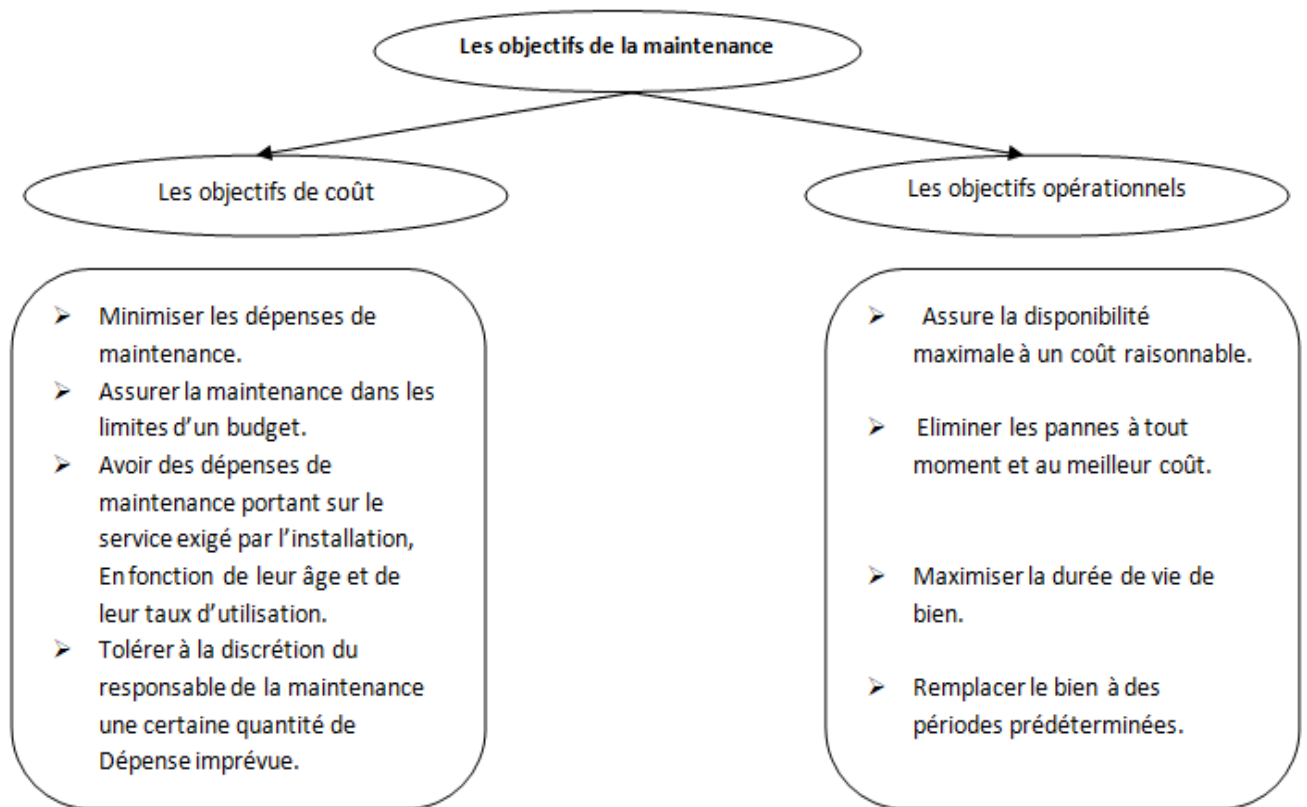 Les objectifs de la maintenance
Les objectifs de coût
Les objectifs opérationnels
➢ Minimiser les dépenses de
maintenance.
➢ Assurer la maintenance dans les
limites d’un budget.
➢ Avoir des dépenses de
maintenance portant sur le
service exigé par l’installation,
En fonction de leur âge et de
leur taux d’utilisation.
➢ Tolérer à la discrétion du
responsable de la maintenance
une certaine quantité de
Dépense imprévue.
➢ Assure la disponibilité
maximale à un coût raisonnable.
➢ Eliminer les pannes à tout
moment et au meilleur coût.
➢ Maximiser la durée de vie de
bien.
➢ Remplacer le bien à des
périodes prédéterminées.